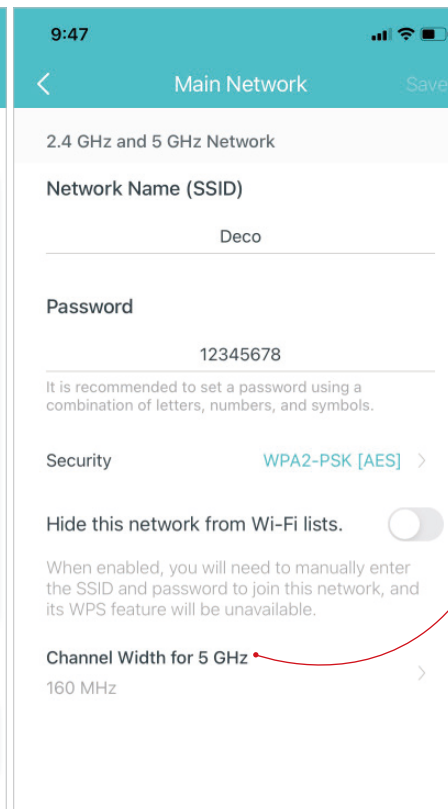 9:47
Main Network
Save
2.4 GHz and 5 GHz Network
Network Name (SSID)
Deco
Password
12345678
It is recommended to set a password using a
combination of letters, numbers, and symbols.
Security WPA2-PSK [AES]
Hide this network from Wi-Fi lists.
When enabled, you will need to manually enter
the SSID and password to join this network, and
its WPS feature will be unavailable.
Channel Width for 5 GHz
160 MHz